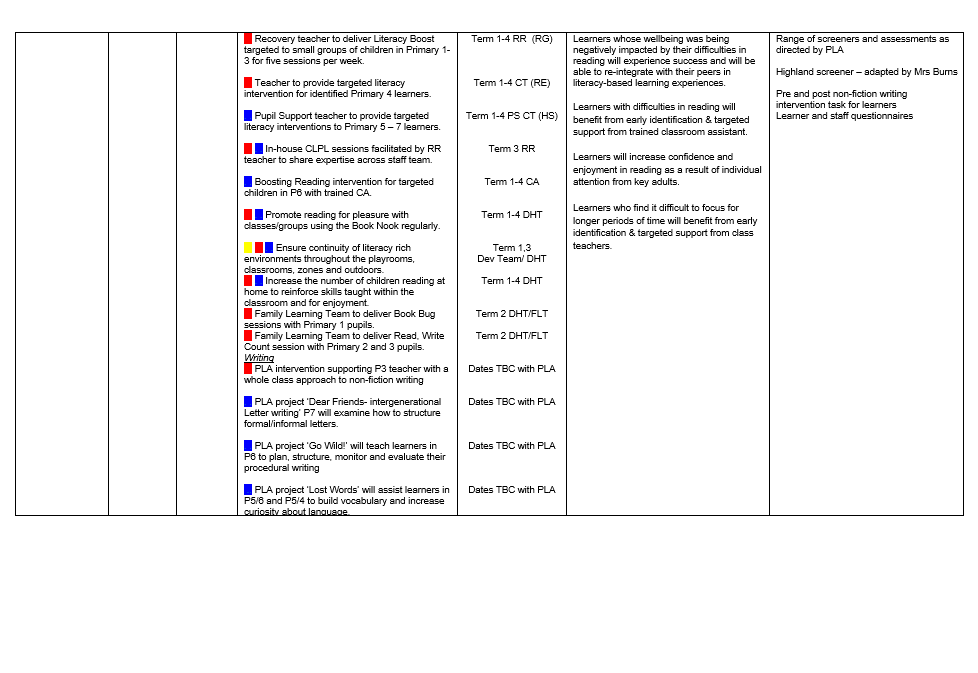 Recovery teacher to deliver Literacy Boost
targeted to small groups of children in Primary 1-
3 for five sessions per week.
Teacher to provide targeted literacy
intervention for identified Primary 4 learners.
Pupil Support teacher to provide targeted
literacy interventions to Primary 5 – 7 learners.
In-house CLPL sessions facilitated by RR
teacher to share expertise across staff team.
Boosting Reading intervention for targeted
children in P6 with trained CA.
Promote reading for pleasure with
classes/groups using the Book Nook regularly.
Ensure continuity of literacy rich
environments throughout the playrooms,
classrooms, zones and outdoors.
Increase the number of children reading at
home to reinforce skills taught within the
classroom and for enjoyment.
Family Learning Team to deliver Book Bug
sessions with Primary 1 pupils.
Family Learning Team to deliver Read, Write
Count session with Primary 2 and 3 pupils.
Writing
PLA intervention supporting P3 teacher with a
whole class approach to non-fiction writing
PLA project ‘Dear Friends- intergenerational
Letter writing’ P7 will examine how to structure
formal/informal letters.
PLA project ‘Go Wild!’ will teach learners in
P6 to plan, structure, monitor and evaluate their
procedural writing
PLA project ‘Lost Words’ will assist learners in
P5/6 and P5/4 to build vocabulary and increase
curiosity about language.
Term 1-4 RR (RG)
Term 1-4 CT (RE)
Term 1-4 PS CT (HS)
Term 3 RR
Term 1-4 CA
Term 1-4 DHT
Term 1,3
Dev Team/ DHT
Term 1-4 DHT
Term 2 DHT/FLT
Term 2 DHT/FLT
Dates TBC with PLA
Dates TBC with PLA
Dates TBC with PLA
Dates TBC with PLA
Learners whose wellbeing was being
negatively impacted by their difficulties in
reading will experience success and will be
able to re-integrate with their peers in
literacy-based learning experiences.
Learners with difficulties in reading will
benefit from early identification & targeted
support from trained classroom assistant.
Learners will increase confidence and
enjoyment in reading as a result of individual
attention from key adults.
Learners who find it difficult to focus for
longer periods of time will benefit from early
identification & targeted support from class
teachers.
Range of screeners and assessments as
directed by PLA
Highland screener – adapted by Mrs Burns
Pre and post non-fiction writing
intervention task for learners
Learner and staff questionnaires